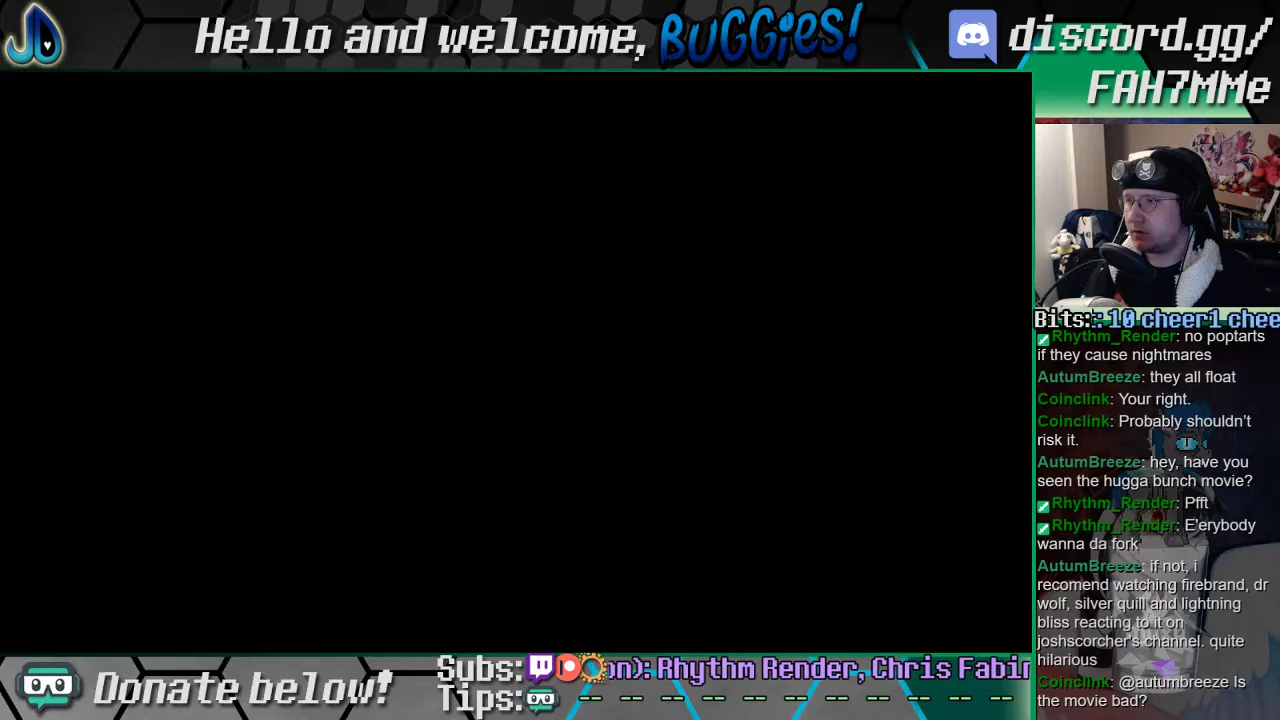 JD
Hello and welcome, BUGGIES!
discord.gg/
FAH7MMe
Bits:: 10 cheer1 chee
Rhythm_Render: no poptarts
if they cause nightmares
AutumBreeze: they all float
Coinclink: Your right.
Coinclink: Probably shouldn't
risk it.
AutumBreeze: hey, have you
seen the hugga bunch movie?
Rhythm_Render: Pfft
Rhythm_Render: E'erybody
wanna da fork
AutumBreeze: if not, i
recomend watching firebrand, dr
wolf, silver quill and lightning
bliss reacting to it on
joshscorcher's channel. quite
hilarious
Coinclink: @autumbreeze Is
the movie bad?
Donate below!
Subs: on): Rhythm Render, Chris Fabin
Tips: -- -- -- -- -- -- -- -- -- -- --